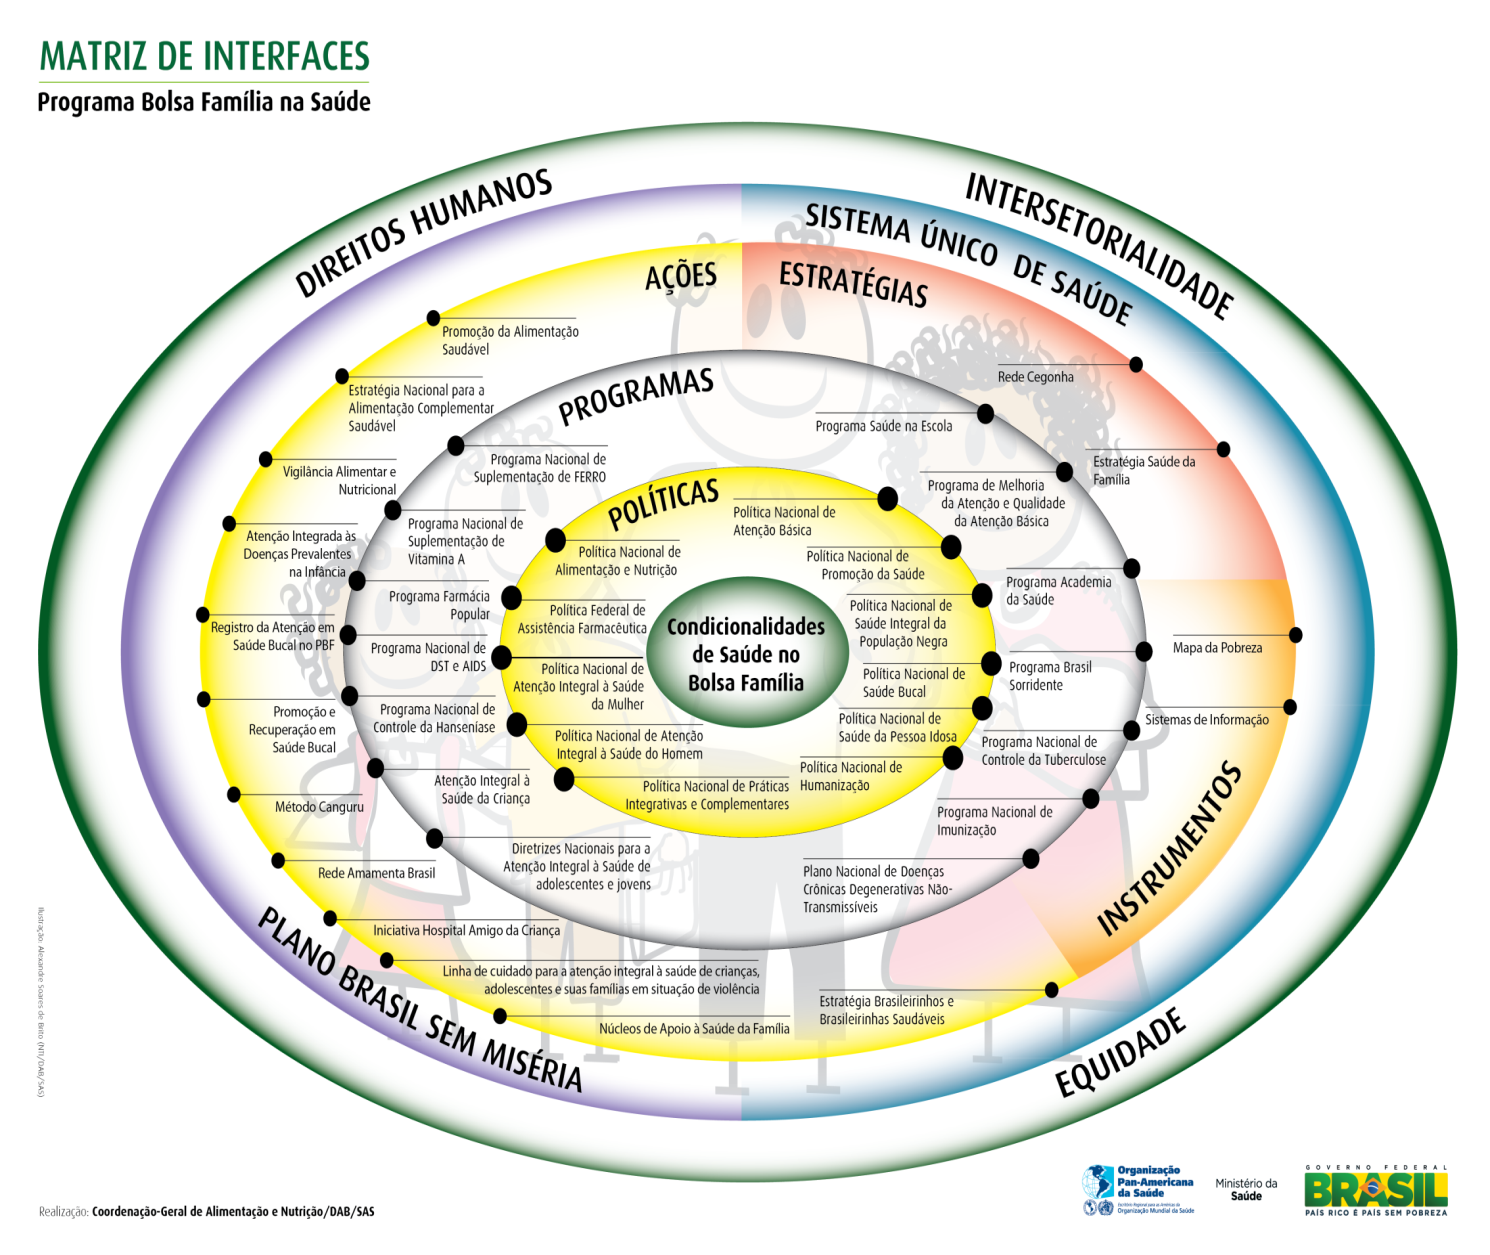 MATRIZ DE INTERFACES
Programa Bolsa Família na Saúde
DIREITOS HUMANOS
INTERSETORIALIDADE
SISTEMA ÚNICO DE SAÚDE
AÇÕES
ESTRATÉGIAS
Promoção da Alimentação
Saudável
Estratégia Nacional para a
Alimentação Complementar
Saudável
Vigilância Alimentar e
Nutricional
Atenção Integrada às
Doenças Prevalentes
na Infância
Registro da Atenção em
Saúde Bucal no PBF
Promoção e
Recuperação em
Saúde Bucal
Método Canguru
Rede Amamenta Brasil
Iniciativa Hospital Amigo da Criança
Linha de cuidado para a atenção integral à saúde de crianças,
adolescentes e suas famílias em situação de violência
Núcleos de Apoio à Saúde da Família
Estratégia Brasileirinhos e
Brasileirinhas Saudáveis
Rede Cegonha
Estratégia Saúde da
Família
Mapa da Pobreza
Sistemas de Informação
INSTRUMENTOS
PROGRAMAS
Programa Nacional de
Suplementação de FERRO
Programa Nacional de
Suplementação de
Vitamina A
Programa Farmácia
Popular
Programa Nacional de
DST e AIDS
Programa Nacional de
Controle da Hanseníase
Atenção Integral à
Saúde da Criança
Diretrizes Nacionais para a
Atenção Integral à Saúde de
adolescentes e jovens
Programa Saúde na Escola
Programa de Melhoria
da Atenção e Qualidade
da Atenção Básica
Programa Academia
da Saúde
Programa Brasil
Sorridente
Programa Nacional de
Controle da Tuberculose
Programa Nacional de
Imunização
Plano Nacional de Doenças
Crônicas Degenerativas Não-
Transmissíveis
POLÍTICAS
Política Nacional de
Alimentação e Nutrição
Política Federal de
Assistência Farmacêutica
Política Nacional de
Atenção Integral à Saúde
da Mulher
Política Nacional de Atenção
Integral à Saúde do Homem
Política Nacional de Práticas
Integrativas e Complementares
Política Nacional de
Atenção Básica
Política Nacional de
Promoção da Saúde
Política Nacional de
Saúde Integral da
População Negra
Política Nacional de
Saúde Bucal
Política Nacional de
Saúde da Pessoa Idosa
Política Nacional de
Humanização
Condicionalidades
de Saúde no
Bolsa Família
PLANO BRASIL SEM MISÉRIA
EQUIDADE
Ilustração: Alexandre Soares de Brito (NTI/DAB/SAS)
Realização: Coordenação-Geral de Alimentação e Nutrição/DAB/SAS
Organização
Pan-Americana
da Saúde
Organização Mundial da Saúde
Ministério da
Saúde
GOVERNO FEDERAL
BRASIL
PAÍS RICO É PAÍS SEM POBREZA